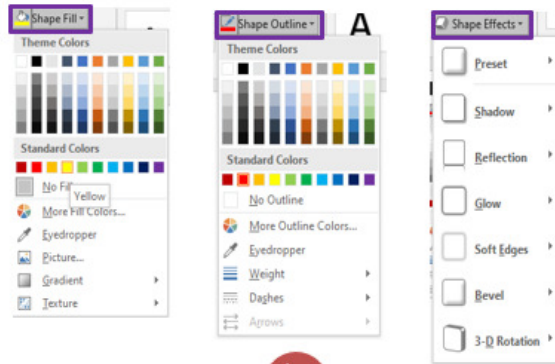 Shape Fill
Theme Colors
Standard Colors
No Fill
Yellow
More Fill Colors...
Eyedropper
Picture...
Gradient
Texture
Shape Outline
A
Theme Colors
Standard Colors
No Outline
More Outline Colors...
Eyedropper
Weight
Dashes
Arrows
Shape Effects
Preset
Shadow
Reflection
Glow
Soft Edges
Bevel
3-D Rotation